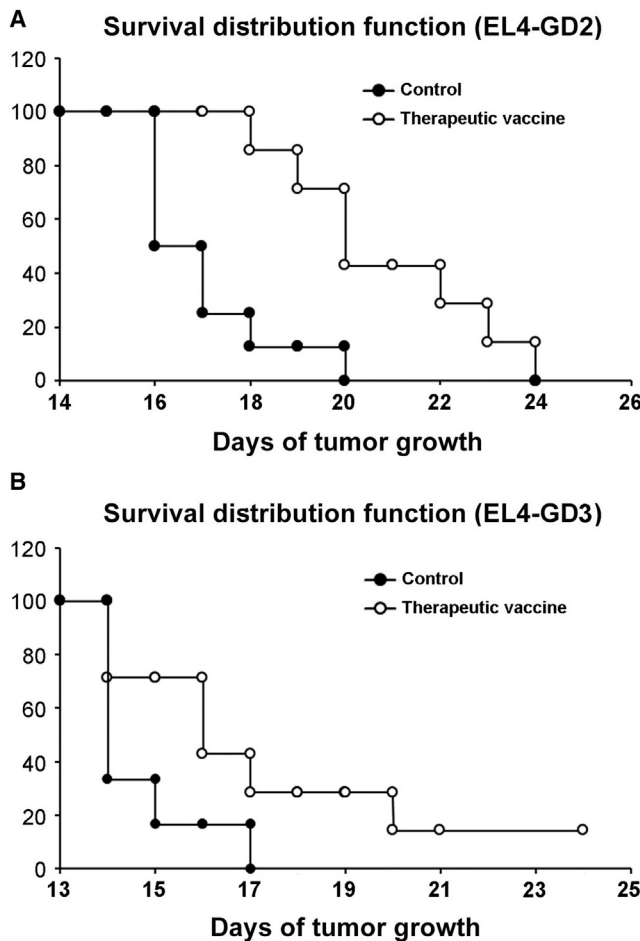 A
Survival distribution function (EL4-GD2)
120
100
80
60
40
20
0
Control
Therapeutic vaccine
14 16 18 20 22 24 26
Days of tumor growth
B
Survival distribution function (EL4-GD3)
120
100
80
60
40
20
0
Control
Therapeutic vaccine
13 15 17 19 21 23 25
Days of tumor growth